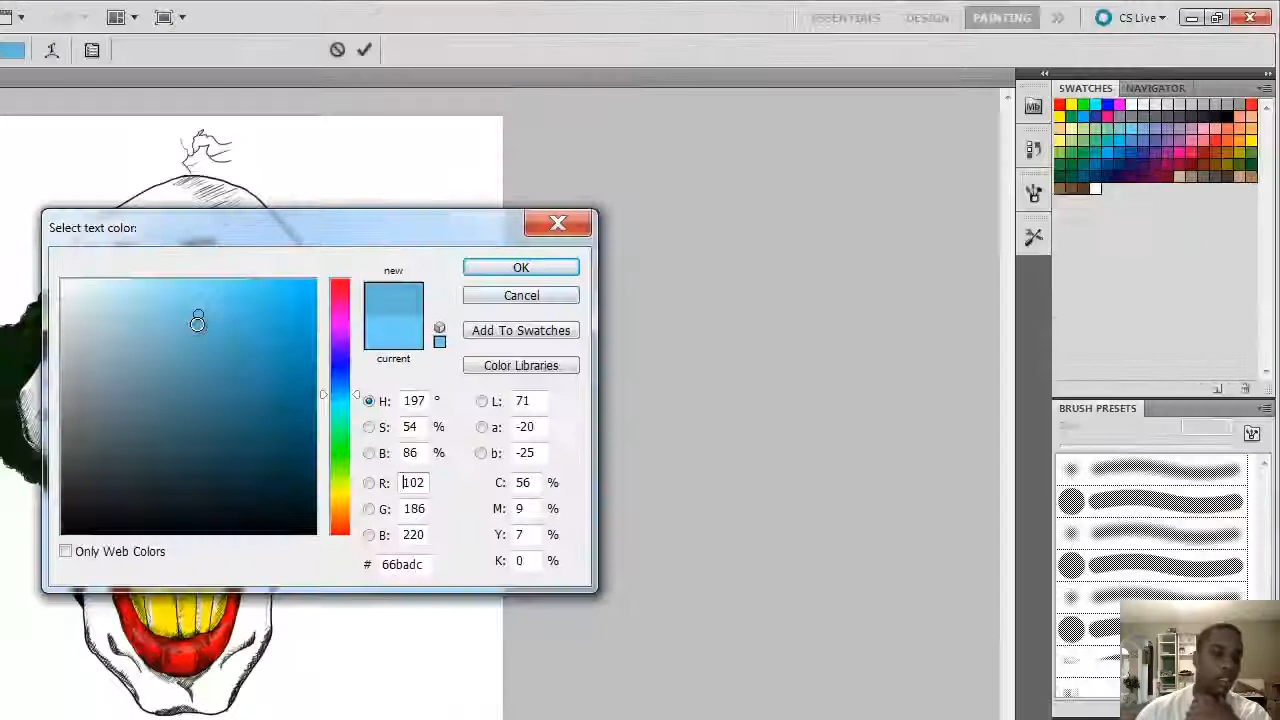 ESSENTIALS DESIGN PAINTING CS Live
SWATCHES NAVIGATOR
Mb
Select text color:
new
current
OK
Cancel
Add To Swatches
Color Libraries
H: 197 °
S: 54 %
B: 86 %
R: 102
G: 186
B: 220
# 66badc
L: 71
a: -20
b: -25
C: 56 %
M: 9 %
Y: 7 %
K: 0 %
Only Web Colors
BRUSH PRESETS